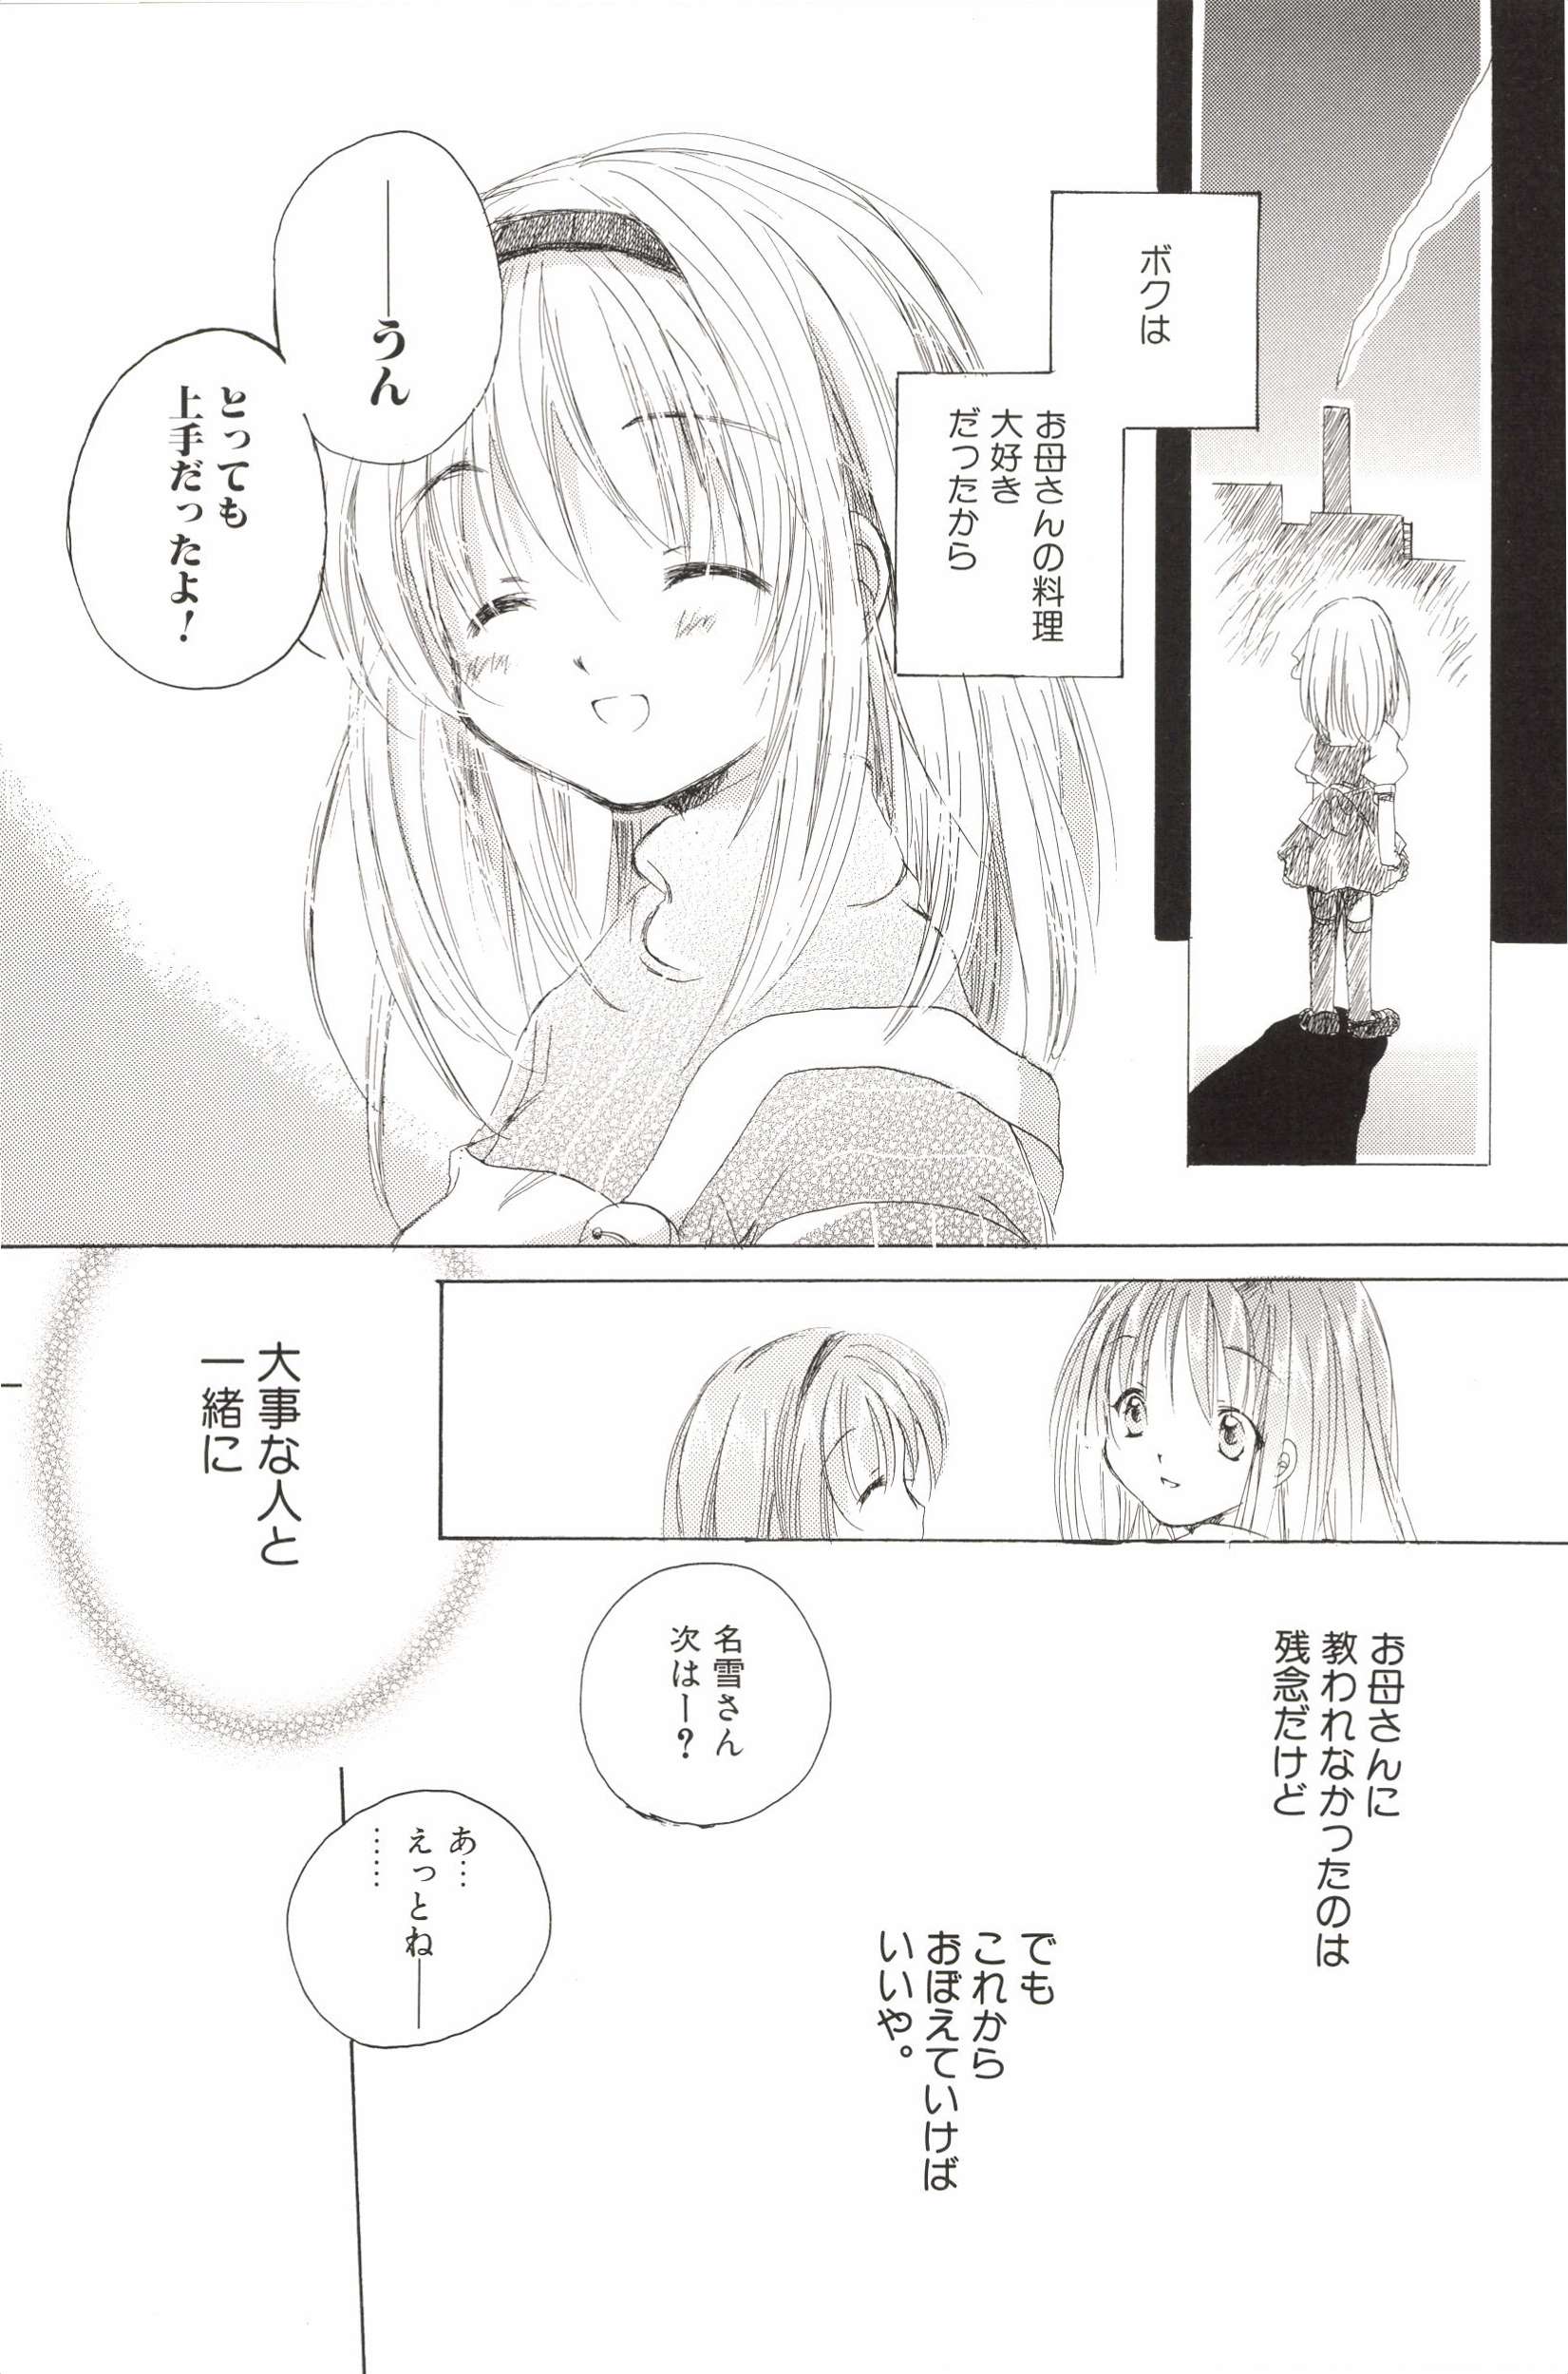 ボクは
お母さんの料理
大好き
だったから
───うん
とっても
上手だったよ！
お母さんに
教われなかったのは
残念だけど
名雪さん
次はー？
でも
これから
おぼえていけば
いいや。
あ…
えっとね──
……
大事な人と
一緒に